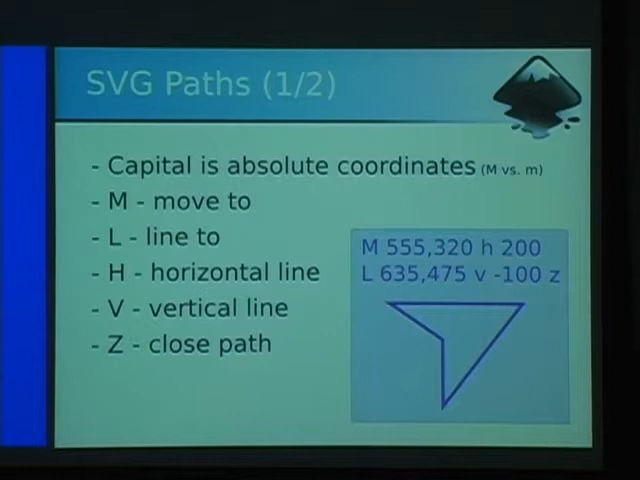 SVG Paths (1/2)
- Capital is absolute coordinates (M vs. m)
- M - move to
- L - line to
- H - horizontal line
- V - vertical line
- Z - close path
M 555,320 h 200
L 635,475 v -100 z